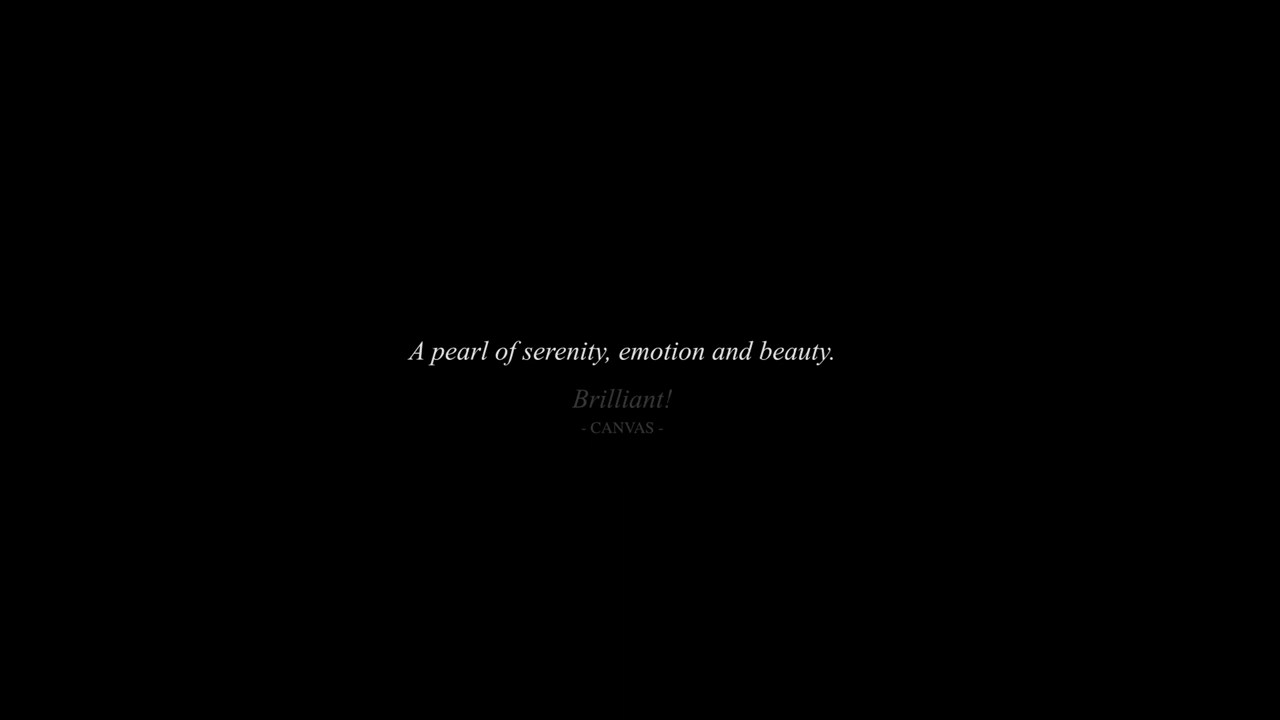 A pearl of serenity, emotion and beauty.
Brilliant!
- CANVAS -